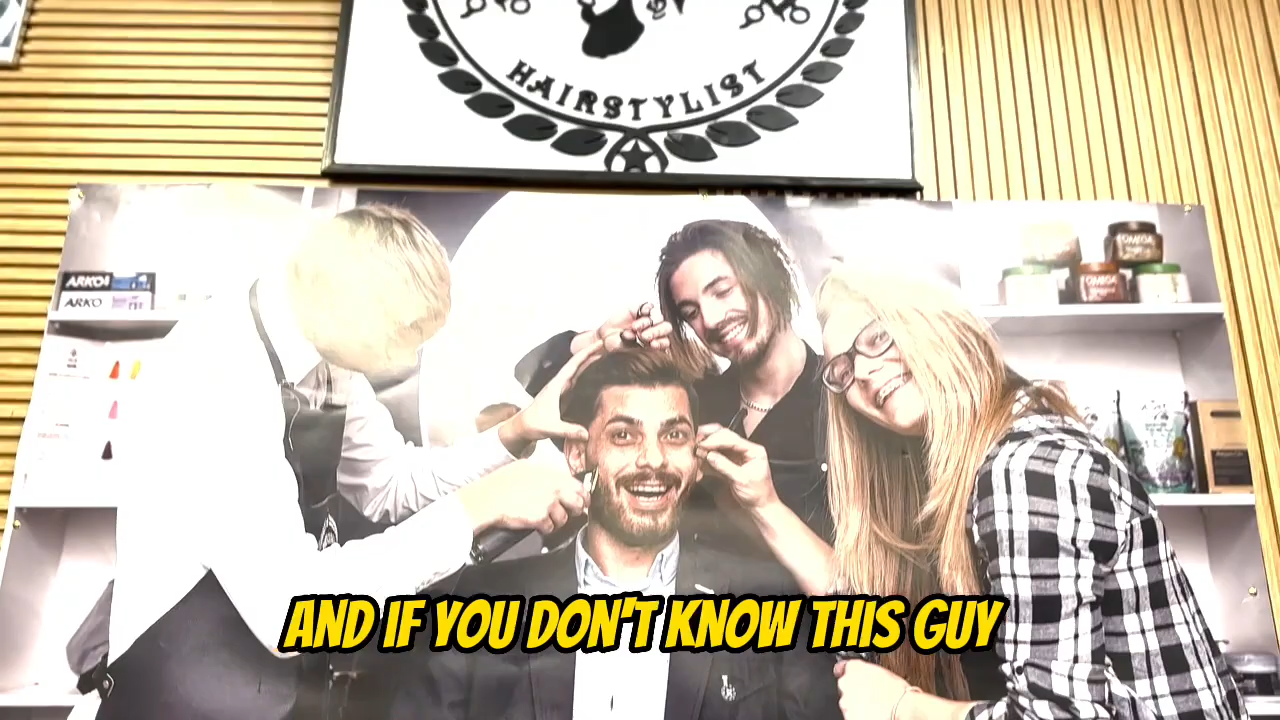 HAIRSTYLIST
ARKO
ARKO
OMEGA
OMEGA
AND IF YOU DON'T KNOW THIS GUY